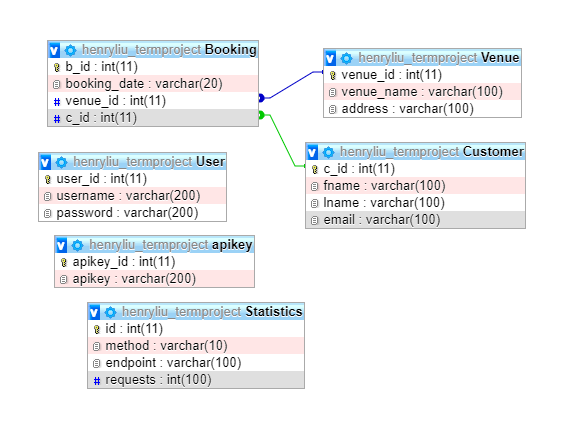 henryliu_termproject Booking
b_id : int(11)
booking_date : varchar(20)
# venue_id : int(11)
# c_id : int(11)
henryliu_termproject Venue
venue_id : int(11)
venue_name : varchar(100)
address : varchar(100)
henryliu_termproject Customer
c_id : int(11)
fname : varchar(100)
lname : varchar(100)
email : varchar(100)
henryliu_termproject User
user_id : int(11)
username : varchar(200)
password : varchar(200)
henryliu_termproject apikey
apikey_id : int(11)
apikey : varchar(200)
henryliu_termproject Statistics
id : int(11)
method : varchar(10)
endpoint : varchar(100)
# requests : int(100)